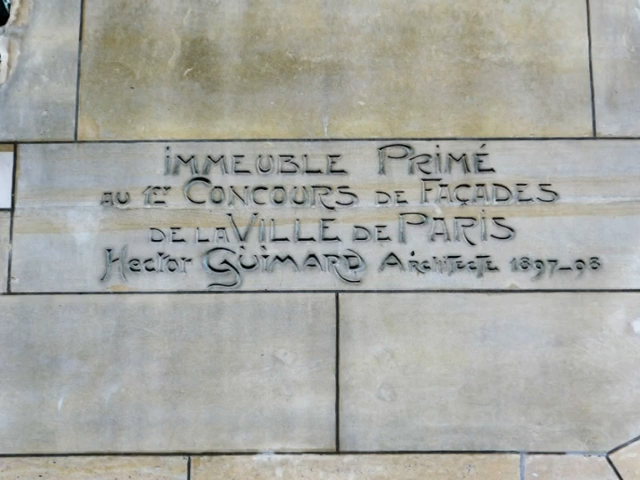 IMMEUBLE PRIMÉ
AU 1ER CONCOURS DE FAÇADES
DE LA VILLE DE PARIS
Hector GUIMARD ARCHITECTE 1897-98